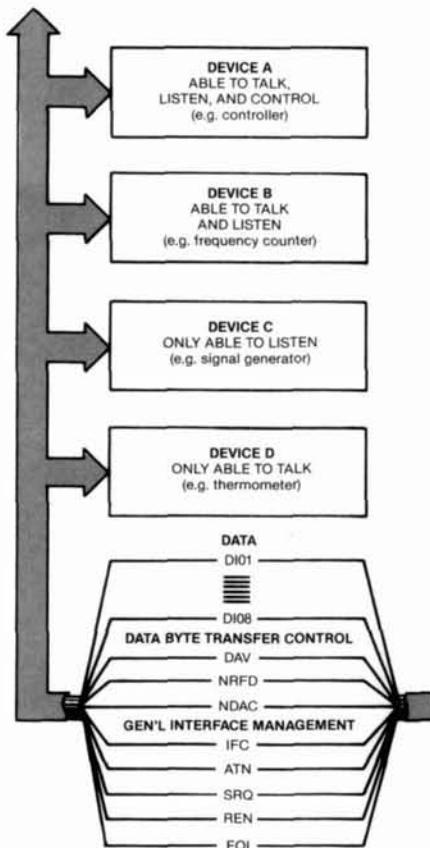 DEVICE A
ABLE TO TALK,
LISTEN, AND CONTROL
(e.g. controller)
DEVICE B
ABLE TO TALK
AND LISTEN
(e.g. frequency counter)
DEVICE C
ONLY ABLE TO LISTEN
(e.g. signal generator)
DEVICE D
ONLY ABLE TO TALK
(e.g. thermometer)
DATA
DI01
DI08
DATA BYTE TRANSFER CONTROL
DAV
NRFD
NDAC
GEN'L INTERFACE MANAGEMENT
IFC
ATN
SRQ
REN
EOI